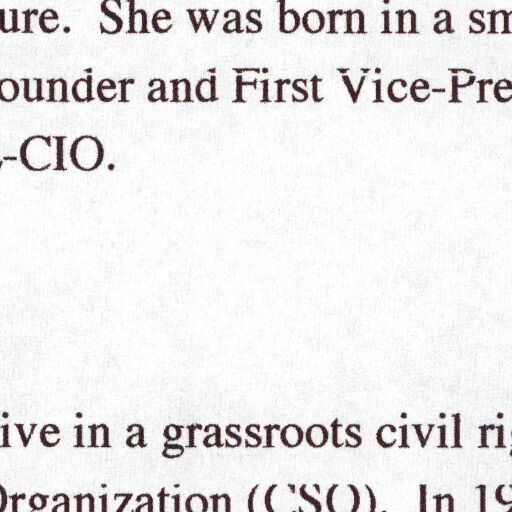 ure. She was born in a sm
ounder and First Vice-Pre
-CIO.
ive in a grassroots civil rig
Organization (CSO). In 19